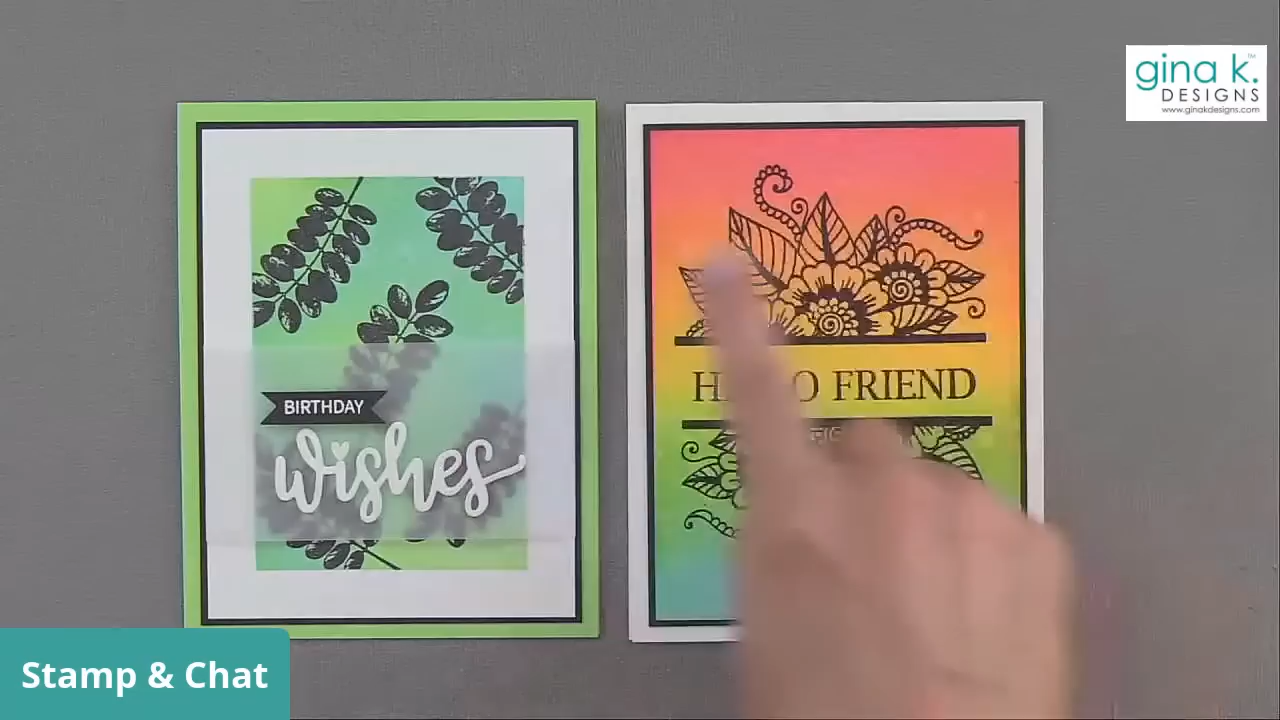 gina k.
DESIGNS
www.ginakdesigns.com
BIRTHDAY
wishes
FRIEND
Stamp & Chat